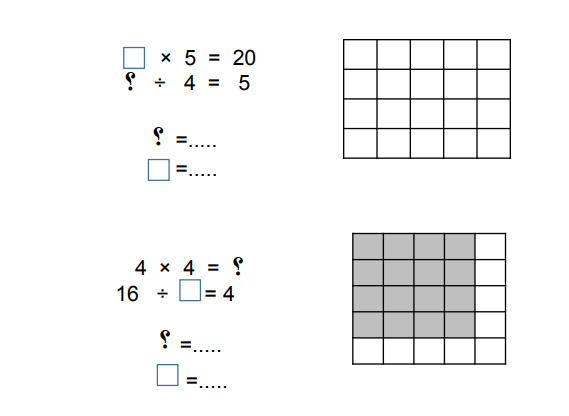 □ × 5 = 20
؟ ÷ 4 = 5
؟ =.....
□ =.....
4 × 4 = ؟
16 ÷ □ = 4
؟ =.....
□ =.....